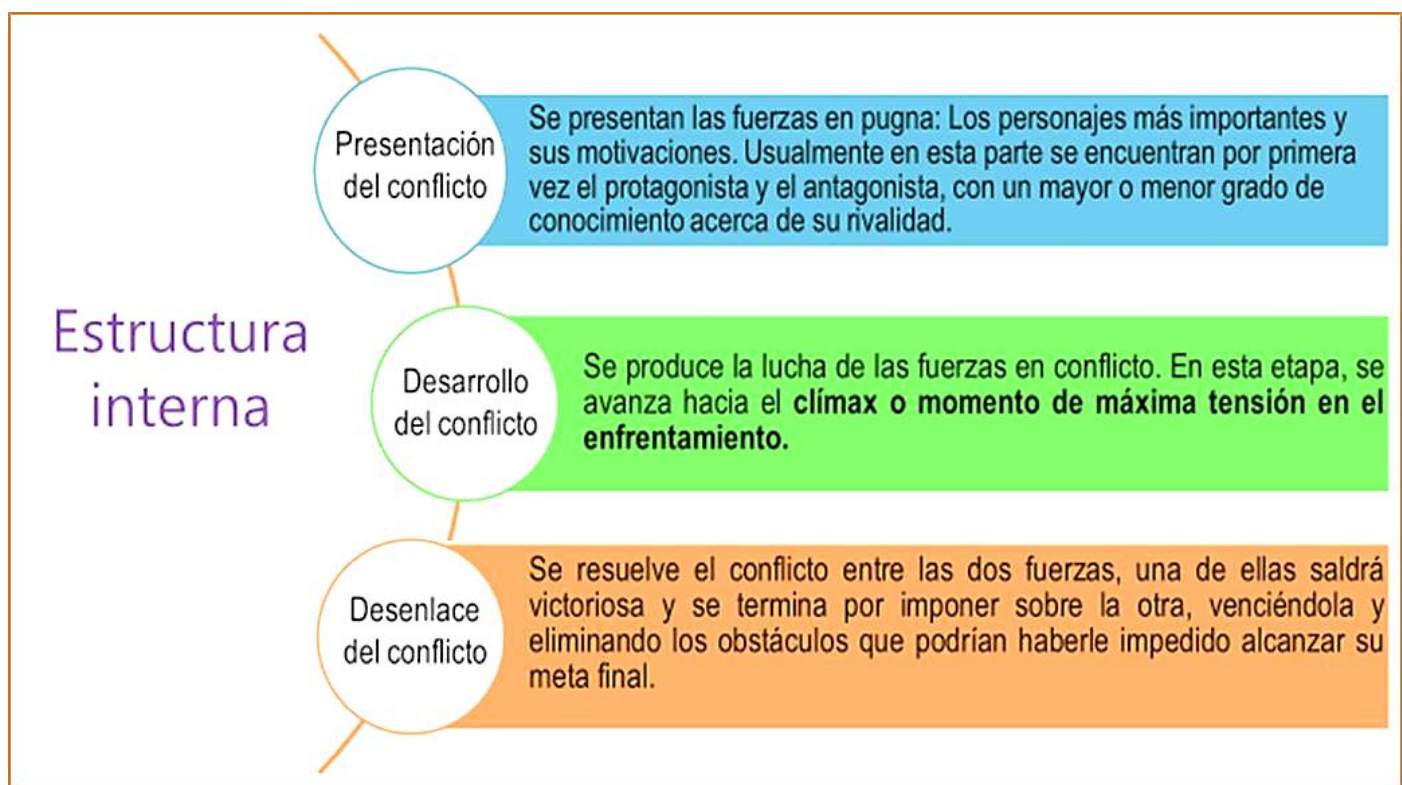 Estructura
interna
Presentación
del conflicto
Se presentan las fuerzas en pugna: Los personajes más importantes y
sus motivaciones. Usualmente en esta parte se encuentran por primera
vez el protagonista y el antagonista, con un mayor o menor grado de
conocimiento acerca de su rivalidad.
Desarrollo
del conflicto
Se produce la lucha de las fuerzas en conflicto. En esta etapa, se
avanza hacia el clímax o momento de máxima tensión en el
enfrentamiento.
Desenlace
del conflicto
Se resuelve el conflicto entre las dos fuerzas, una de ellas saldrá
victoriosa y se termina por imponer sobre la otra, venciéndola y
eliminando los obstáculos que podrían haberle impedido alcanzar su
meta final.